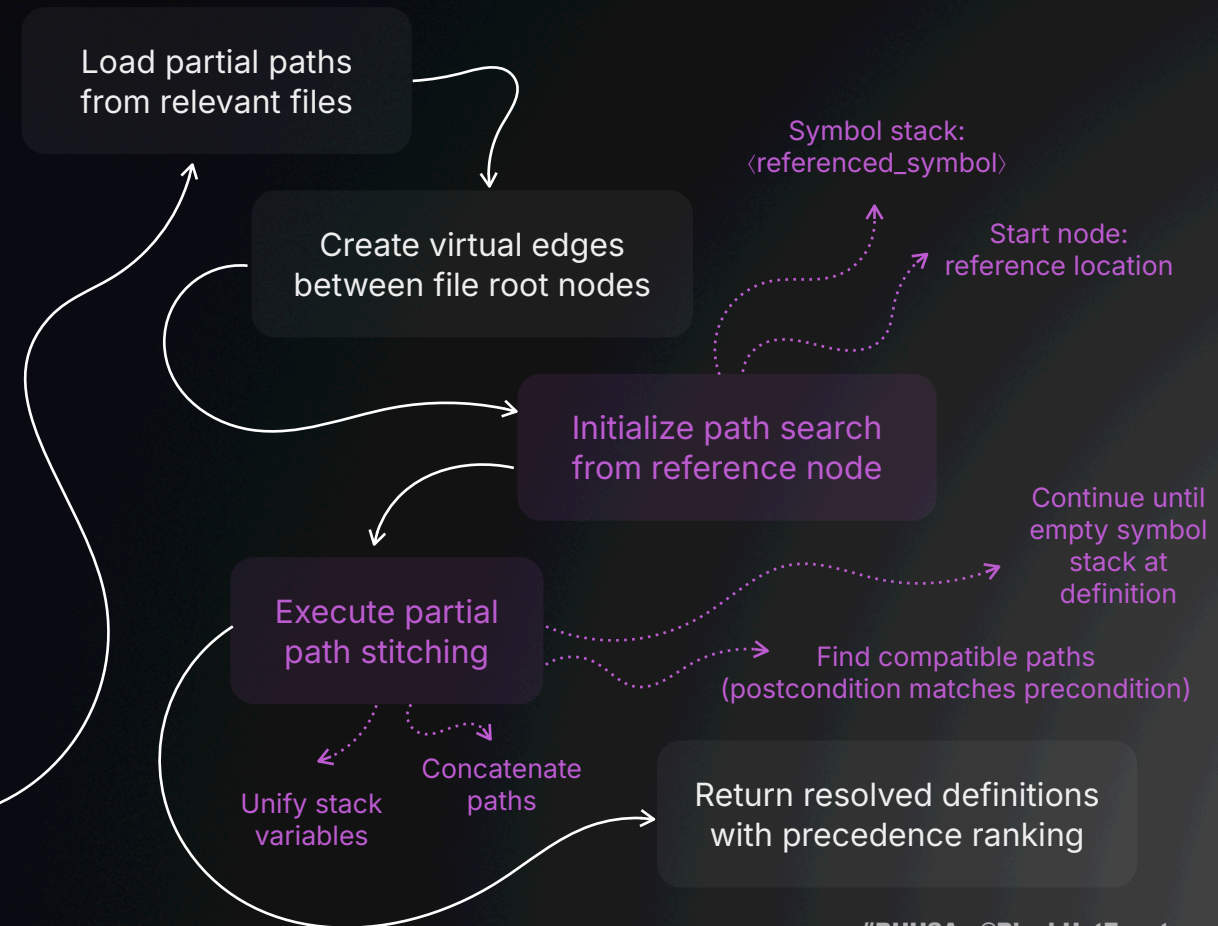 Load partial paths
from relevant files
Symbol stack:
〈referenced_symbol〉
Create virtual edges
between file root nodes
Start node:
reference location
Initialize path search
from reference node
Continue until
empty symbol
stack at
definition
Execute partial
path stitching
Find compatible paths
(postcondition matches precondition)
Concatenate
paths
Unify stack
variables
Return resolved definitions
with precedence ranking